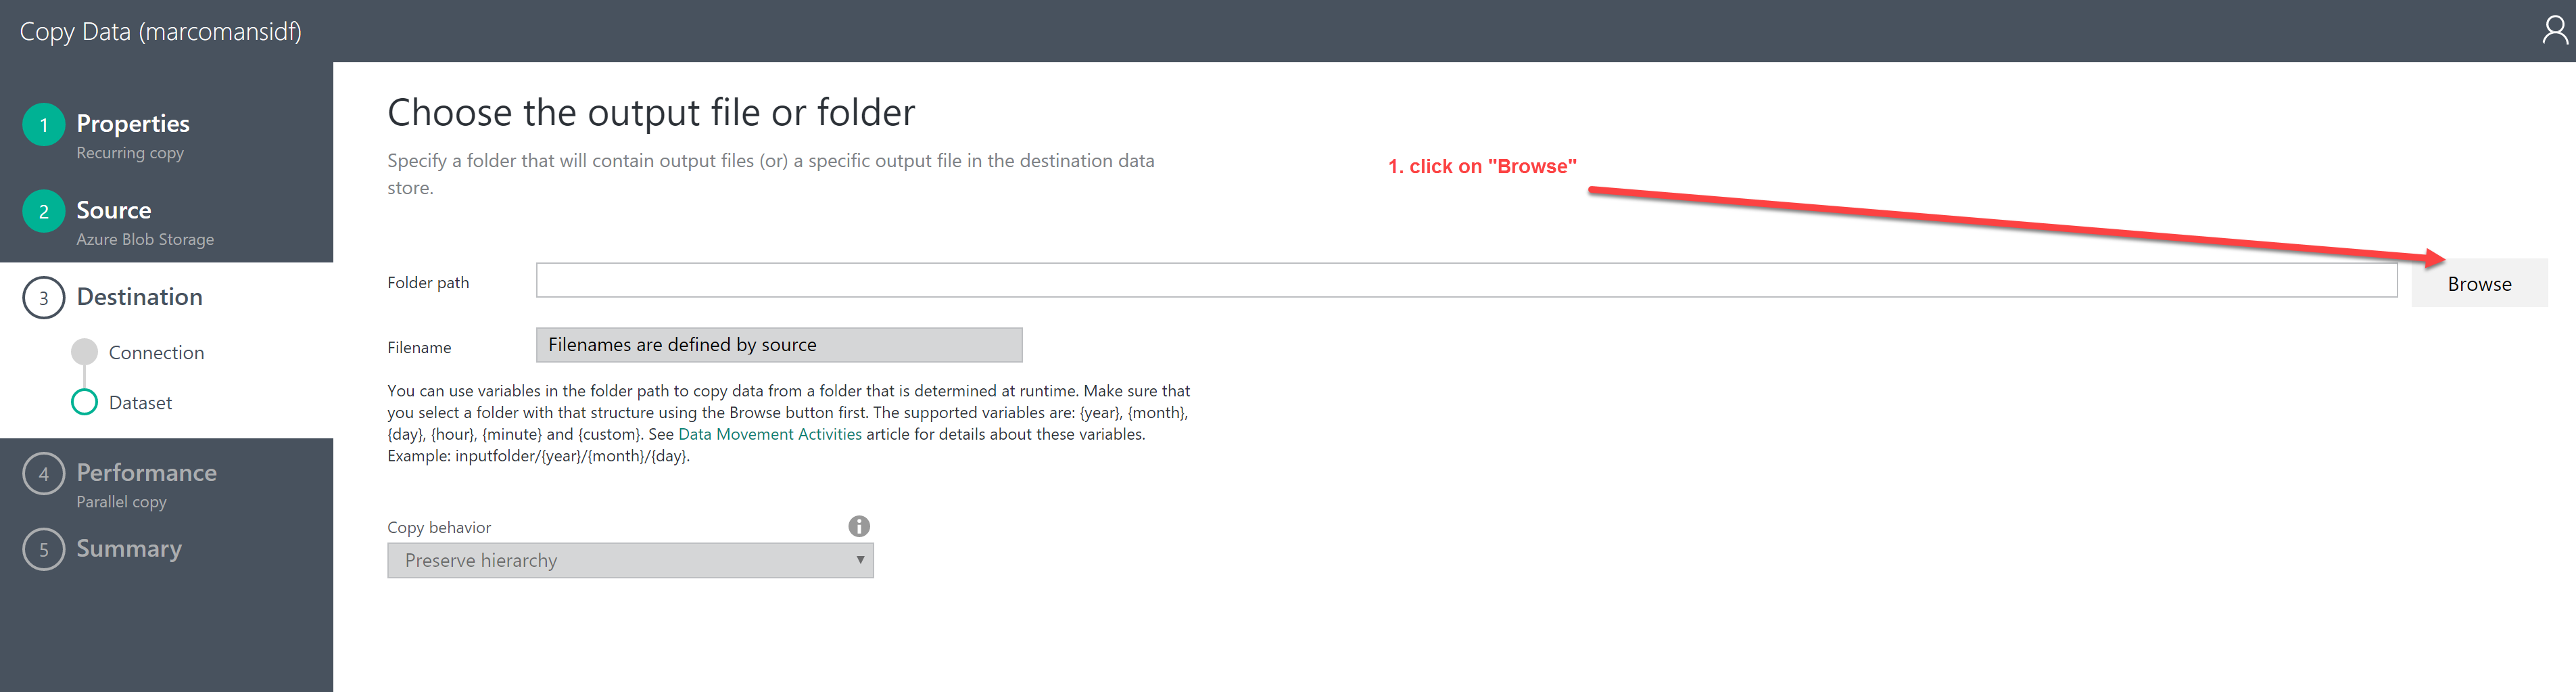 Copy Data (marcomansidf)
1
Properties
Recurring copy
2
Source
Azure Blob Storage
3
Destination
Connection
Dataset
4
Performance
Parallel copy
5
Summary
Choose the output file or folder
Specify a folder that will contain output files (or) a specific output file in the destination data
store.
1. click on "Browse"
Folder path
Browse
Filename
Filenames are defined by source
You can use variables in the folder path to copy data from a folder that is determined at runtime. Make sure that
you select a folder with that structure using the Browse button first. The supported variables are: {year}, {month},
{day}, {hour}, {minute} and {custom}. See Data Movement Activities article for details about these variables.
Example: inputfolder/{year}/{month}/{day}.
Copy behavior
Preserve hierarchy